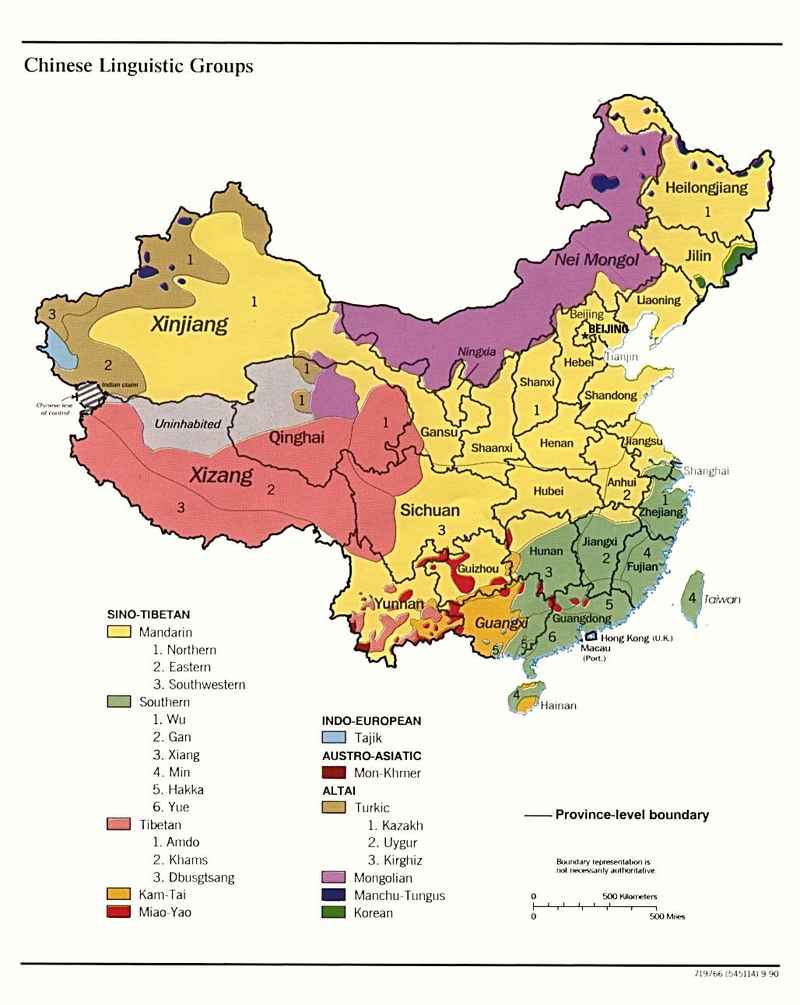 Chinese Linguistic Groups
Heilongjiang
1
Nei Mongol
Jilin
1
Liaoning
3
1
Xinjiang
Beijing
BEIJING
Tianjin
Ningxia
Hebei
2
Indian claim
Chinese line
of control
1
Shanxi
1
Shandong
1
Uninhabited
Qinghai
1
Gansu
Shaanxi
Henan
Jiangsu
Shanghai
Xizang
2
3
Sichuan
3
Hubei
Anhui
2
1
Zhejiang
Hunan
3
Jiangxi
2
4
Fujian
Guizhou
Yunnan
Guangxi
5
Guangdong
4
Taiwan
5
5
6
Hong Kong (U.K.)
Macau
(Port.)
4
Hainan
SINO-TIBETAN
Mandarin
1. Northern
2. Eastern
3. Southwestern
Southern
1. Wu
2. Gan
3. Xiang
4. Min
5. Hakka
6. Yue
Tibetan
1. Amdo
2. Khams
3. Dbusgtsang
Kam-Tai
Miao-Yao
INDO-EUROPEAN
Tajik
AUSTRO-ASIATIC
Mon-Khmer
ALTAI
Turkic
1. Kazakh
2. Uygur
3. Kirghiz
Mongolian
Manchu-Tungus
Korean
Province-level boundary
Boundary representation is
not necessarily authoritative.
0 500 Kilometers
0 500 Miles
719766 (545114) 9-90